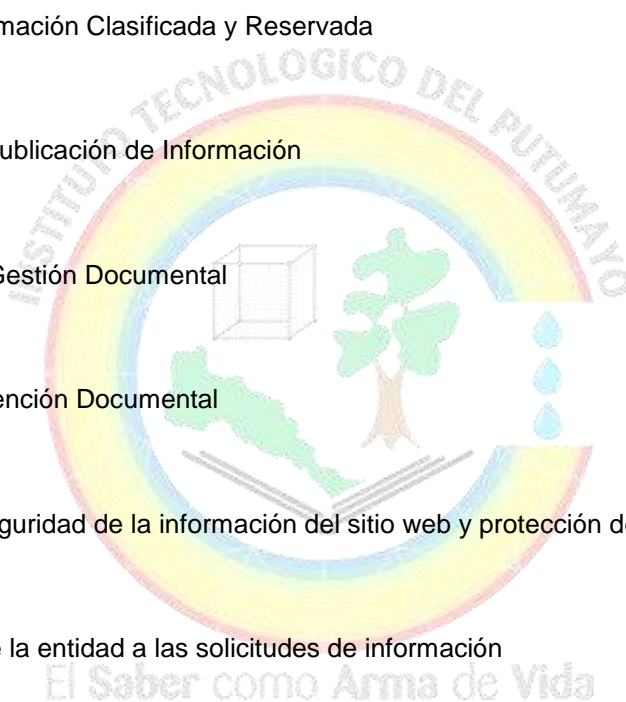 mación Clasificada y Reservada
INSTITUTO TECNOLOGICO DEL PUTUMAYO
ublicación de Información
Gestión Documental
ención Documental
guridad de la información del sitio web y protección d
la entidad a las solicitudes de información
El Saber como Arma de Vida